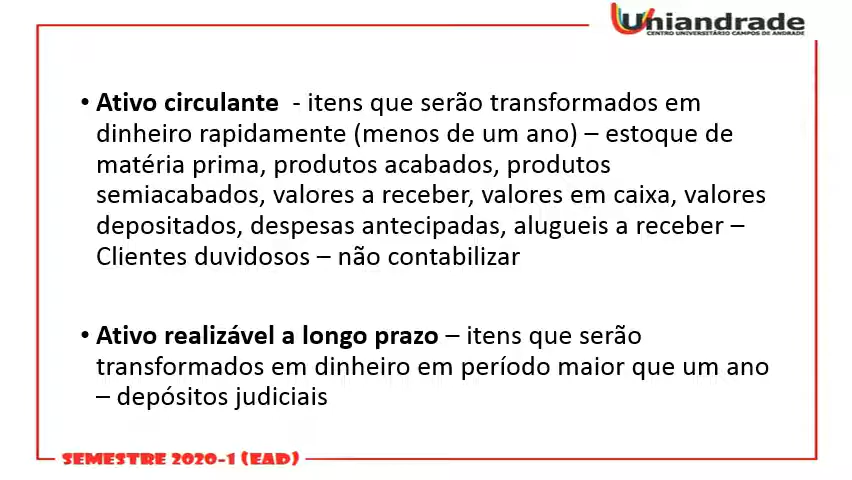 Uniandrade
CENTRO UNIVERSITÁRIO CAMPOS DE ANDRADE
• Ativo circulante - itens que serão transformados em
dinheiro rapidamente (menos de um ano) – estoque de
matéria prima, produtos acabados, produtos
semiacabados, valores a receber, valores em caixa, valores
depositados, despesas antecipadas, alugueis a receber –
Clientes duvidosos – não contabilizar
• Ativo realizável a longo prazo – itens que serão
transformados em dinheiro em período maior que um ano
– depósitos judiciais
SEMESTRE 2020-1 (EAD)